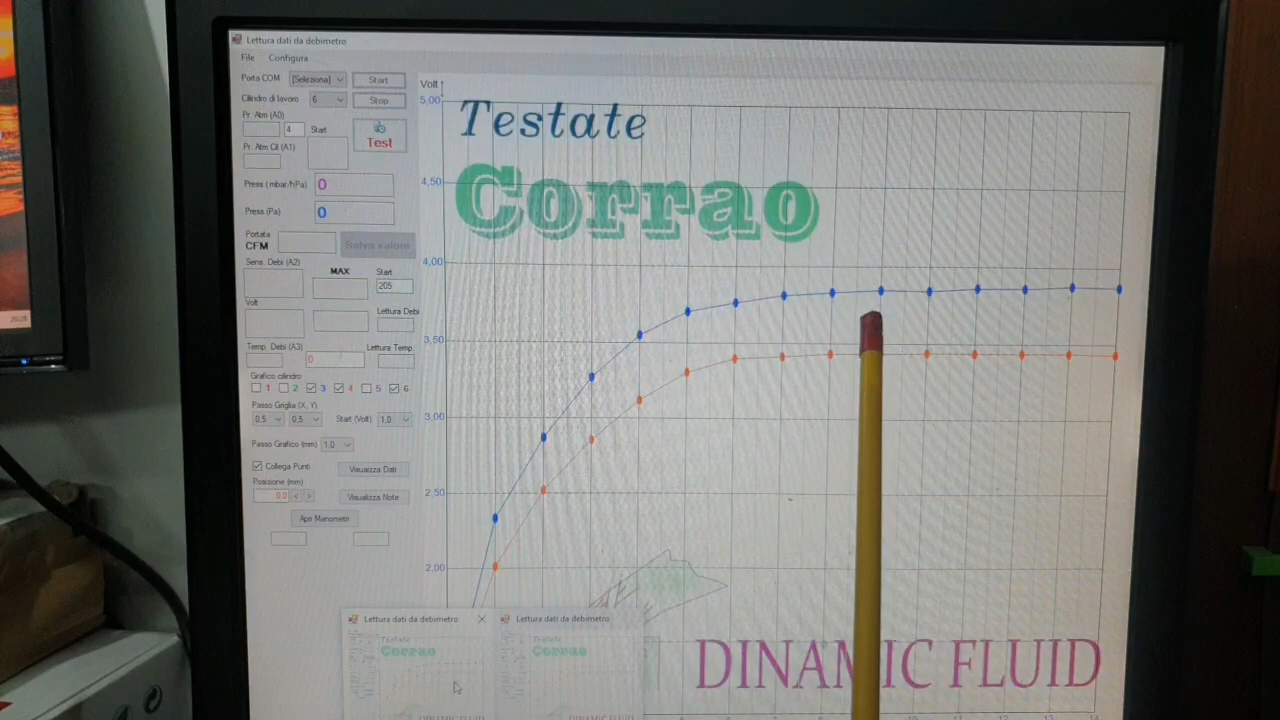 Lettura dati da debimetro
File Configura
Porta COM [Seleziona] Start
Cilindro di lavoro 6 Stop
Pr. Atm (A0)
4 Start
Test
Pr. Atm Cil (A1)
Press (mbar/hPa) 0
Press (Pa) 0
Portata
CFM Salva valore
Sens. Debi (A2) MAX Start
205
Volt Lettura Debi
Temp. Debi (A3) Lettura Temp.
0
Grafico cilindro
1 2 3 4 5 6
Passo Griglia (X, Y)
0,5 0,5 Start (Volt) 1,0
Passo Grafico (mm) 1,0
Collega Punti Visualizza Dati
Posizione (mm)
0,0 < > Visualizza Note
Apri Manometri
Volt
5,00
4,50
4,00
3,50
3,00
2,50
2,00
Testate
Corrao
DINAMIC FLUID
Lettura dati da debimetro Lettura dati da debimetro
Testate Testate
Corrao Corrao